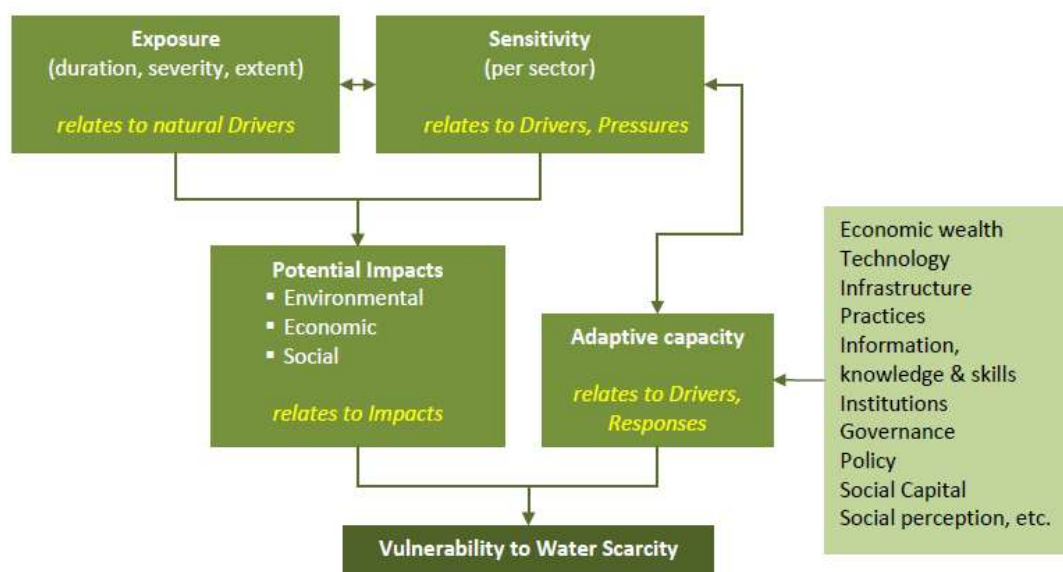 Exposure
(duration, severity, extent)
relates to natural Drivers
Sensitivity
(per sector)
relates to Drivers, Pressures
Potential Impacts
▪ Environmental
▪ Economic
▪ Social
relates to Impacts
Adaptive capacity
relates to Drivers,
Responses
Economic wealth
Technology
Infrastructure
Practices
Information,
knowledge & skills
Institutions
Governance
Policy
Social Capital
Social perception, etc.
Vulnerability to Water Scarcity